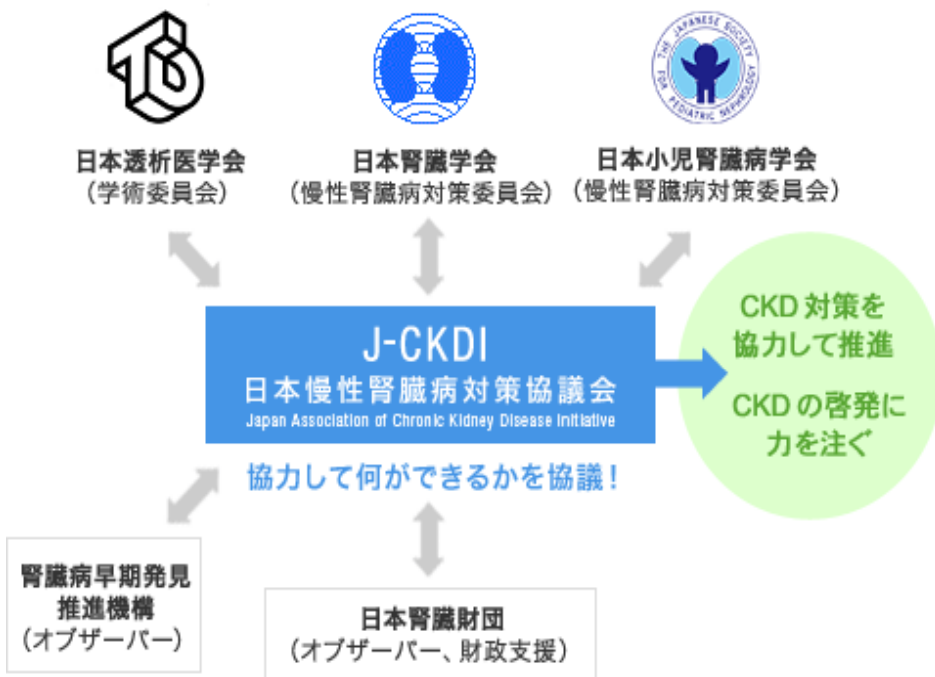 THE JAPANESE SOCIETY
FOR PEDIATRIC NEPHROLOGY
日本透析医学会
(学術委員会)
日本腎臓学会
(慢性腎臓病対策委員会)
日本小児腎臓病学会
(慢性腎臓病対策委員会)
J-CKDI
日本慢性腎臓病対策協議会
Japan Association of Chronic Kidney Disease Initiative
協力して何ができるかを協議!
CKD 対策を
協力して推進
CKD の啓発に
力を注ぐ
腎臓病早期発見
推進機構
(オブザーバー)
日本腎臓財団
(オブザーバー、財政支援)